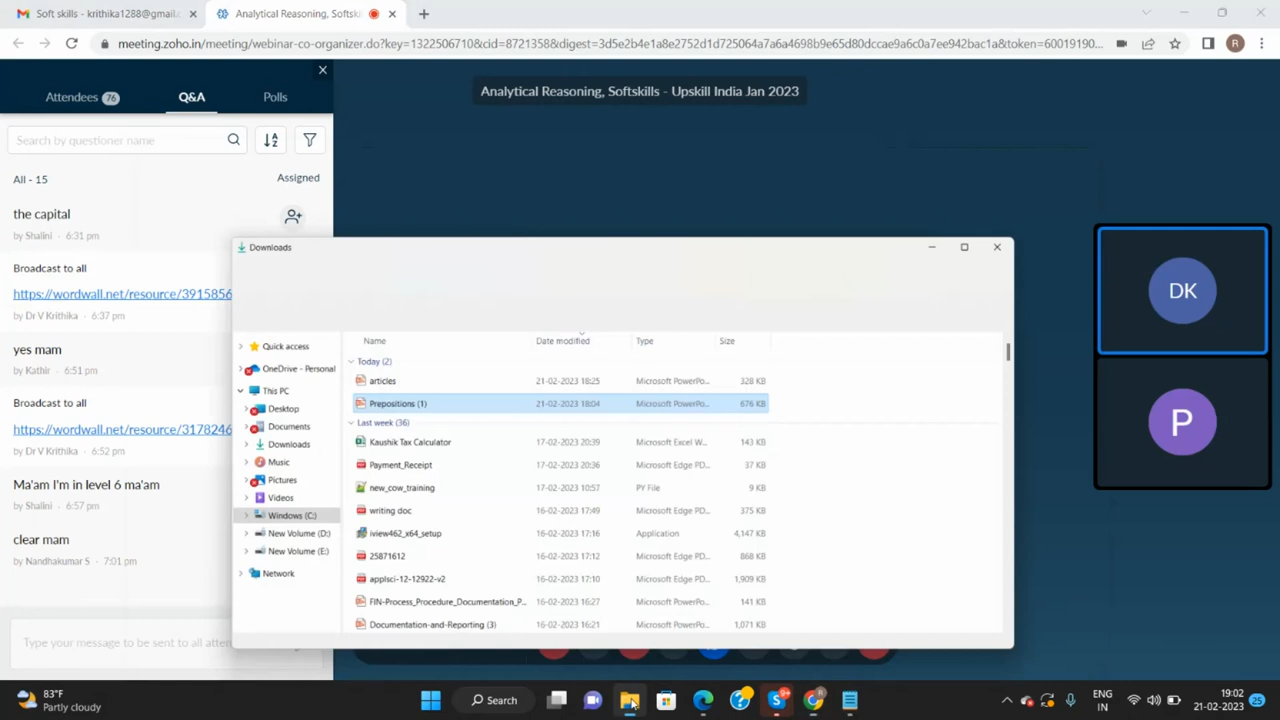 Soft skills - krithika1288@gmail.c
Analytical Reasoning, Softskil
meeting.zoho.in/meeting/webinar-co-organizer.do?key=1322506710&cid=8721358&digest=3d5e2b4e1a8e2752d1d725064a7a6a4698b9e65d80dccae9a6c0a7ee942bac1a&token=60019190...
R
Attendees 76
Q&A
Polls
Analytical Reasoning, Softskills - Upskill India Jan 2023
Search by questioner name
All - 15
Assigned
the capital
by Shalini / 6:31 pm
Broadcast to all
https://wordwall.net/resource/3915856
by Dr V Krithika / 6:37 pm
yes mam
by Kathir / 6:51 pm
Broadcast to all
https://wordwall.net/resource/3178246
by Dr V Krithika / 6:52 pm
Ma'am I'm in level 6 ma'am
by Shalini / 6:57 pm
clear mam
by Nandhakumar S / 7:01 pm
Type your message to be sent to all atten
Downloads
Quick access
OneDrive - Personal
This PC
Desktop
Documents
Downloads
Music
Pictures
Videos
Windows (C:)
New Volume (D:)
New Volume (E:)
Network
Name Date modified Type Size
Today (2)
articles 21-02-2023 18:25 Microsoft PowerPo... 328 KB
Prepositions (1) 21-02-2023 18:04 Microsoft PowerPo... 676 KB
Last week (36)
Kaushik Tax Calculator 17-02-2023 20:39 Microsoft Excel W... 143 KB
Payment_Receipt 17-02-2023 20:36 Microsoft Edge PD... 37 KB
new_cow_training 17-02-2023 10:57 PY File 9 KB
writing doc 16-02-2023 17:49 Microsoft Edge PD... 375 KB
iview462_x64_setup 16-02-2023 17:16 Application 4,147 KB
25871612 16-02-2023 17:12 Microsoft Edge PD... 868 KB
applsci-12-12922-v2 16-02-2023 17:10 Microsoft Edge PD... 1,909 KB
FIN-Process_Procedure_Documentation_P... 16-02-2023 16:27 Microsoft PowerPo... 141 KB
Documentation-and-Reporting (3) 16-02-2023 16:21 Microsoft PowerPo... 1,071 KB
DK
P
83°F
Partly cloudy
Search
ENG
IN
19:02
21-02-2023
25